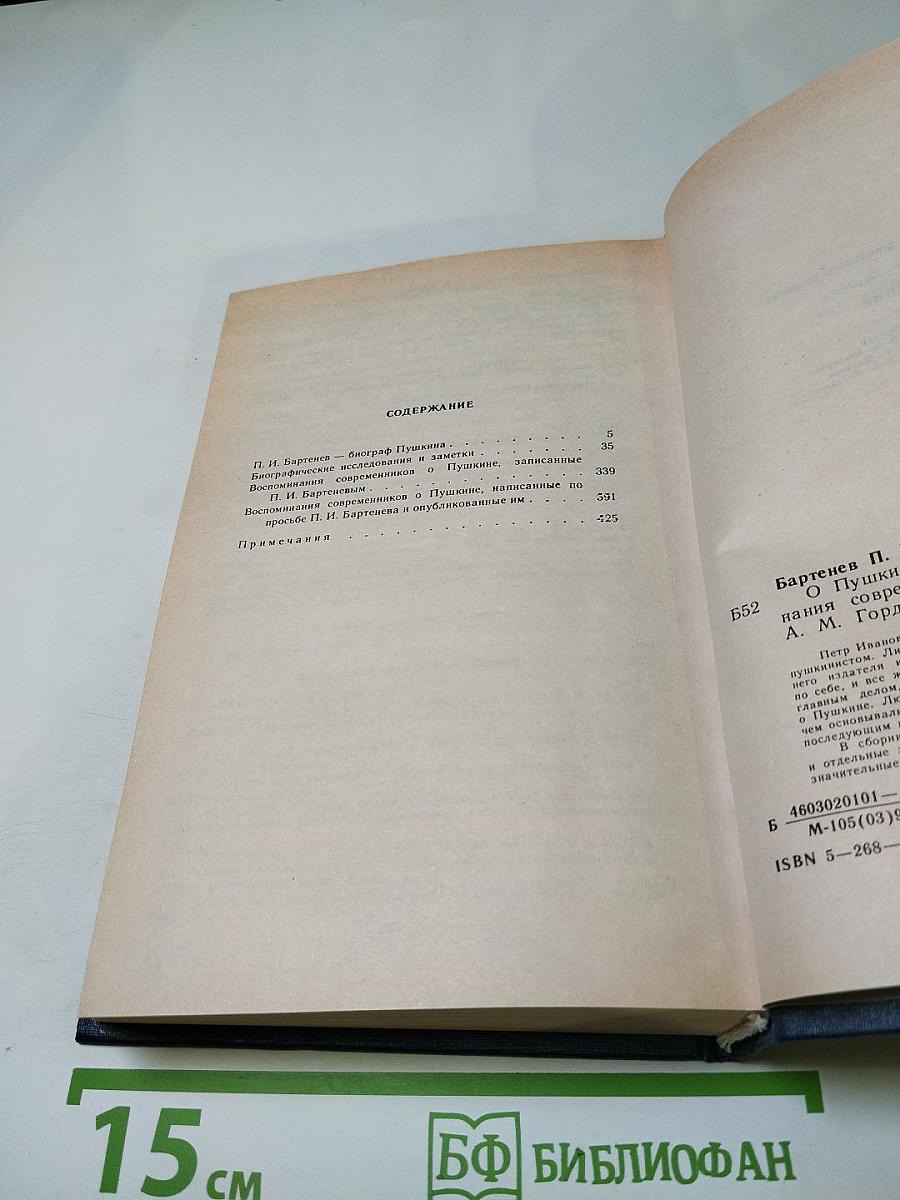 СОДЕРЖАНИЕ
П. И. Бартенев — биограф Пушкина . . . . . . . . 5
Биографические исследования и заметки . . . . . . . 35
Воспоминания современников о Пушкине, записанные
П. И. Бартеневым . . . . . . . . . . . . . 339
Воспоминания современников о Пушкине, написанные по
просьбе П. И. Бартенева и опубликованные им . . . . 391
Примечания . . . . . . . . . . . . . . . 425
Бартенев П.
Б52
О Пушки
нания совре
А. М. Горд
Петр Иванов
пушкинистом. Ли
него издателя и
по себе, и все ж
главным делом,
о Пушкине. Лю
чем основывали
последующим
В сборни
и отдельные
значительные
Б 4603020101—
М-105(03)9
ISBN 5—268—
15 см
БФ БИБЛИОФАН